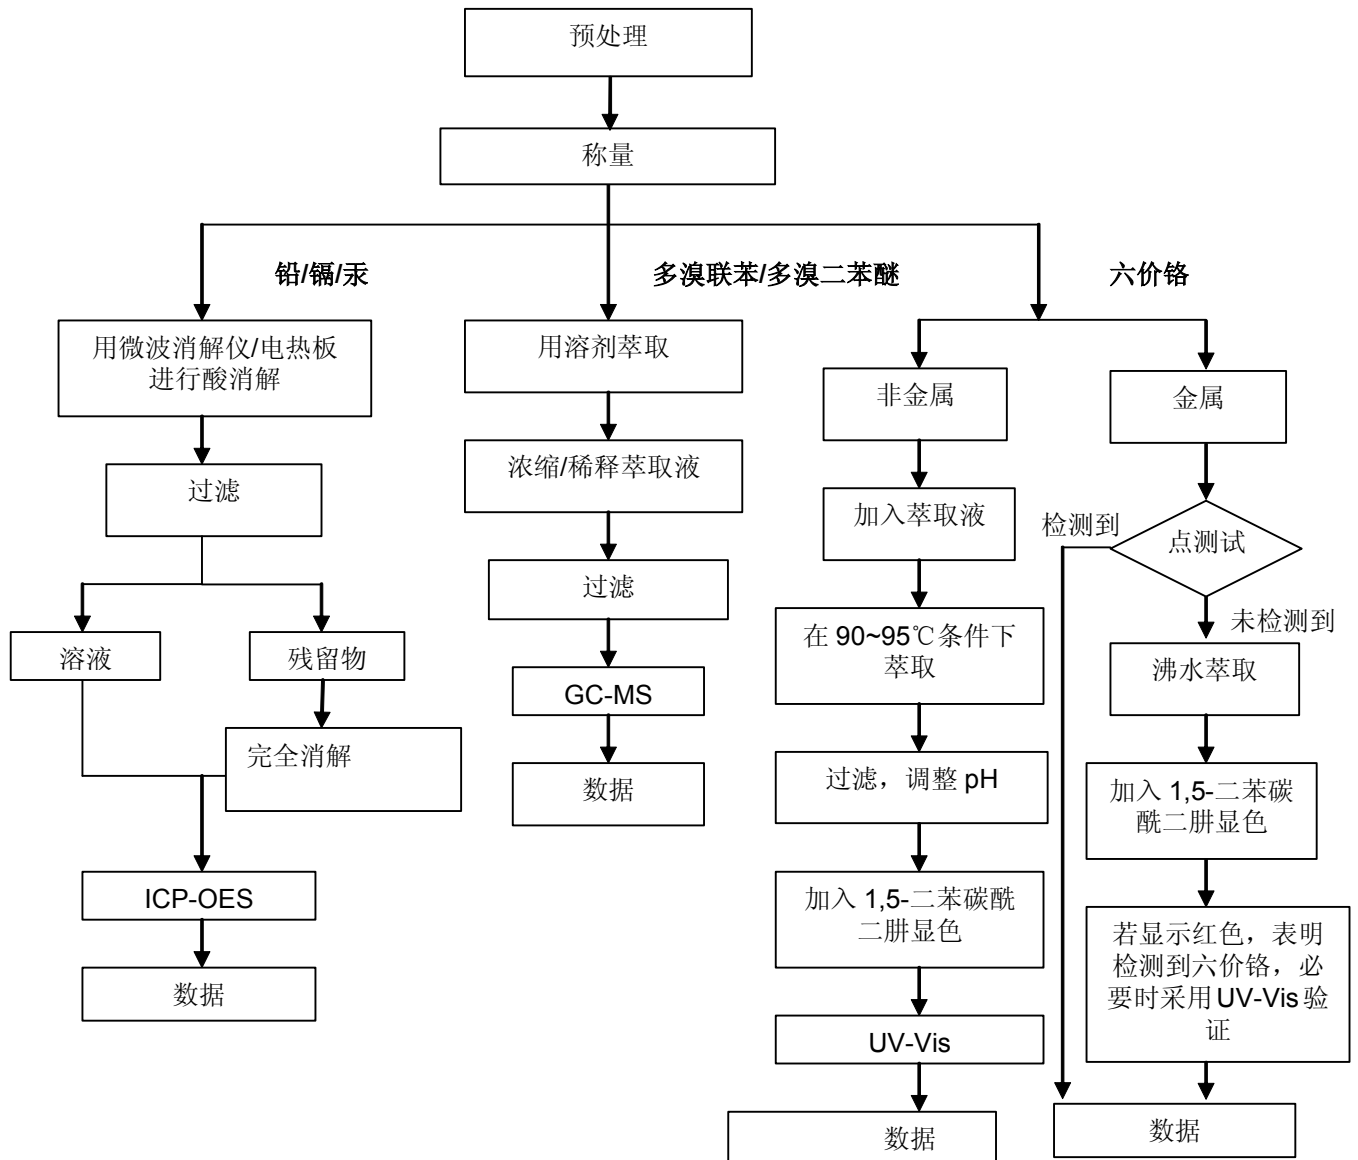 预处理
称量
铅/镉/汞
多溴联苯/多溴二苯醚
六价铬
用微波消解仪/电热板
进行酸消解
过滤
溶液
残留物
完全消解
ICP-OES
数据
用溶剂萃取
浓缩/稀释萃取液
过滤
GC-MS
数据
非金属
加入萃取液
在 90~95℃条件下
萃取
过滤，调整 pH
加入 1,5-二苯碳酰
二肼显色
UV-Vis
数据
金属
点测试
检测到
未检测到
沸水萃取
加入 1,5-二苯碳
酰二肼显色
若显示红色，表明
检测到六价铬，必
要时采用 UV-Vis 验
证
数据